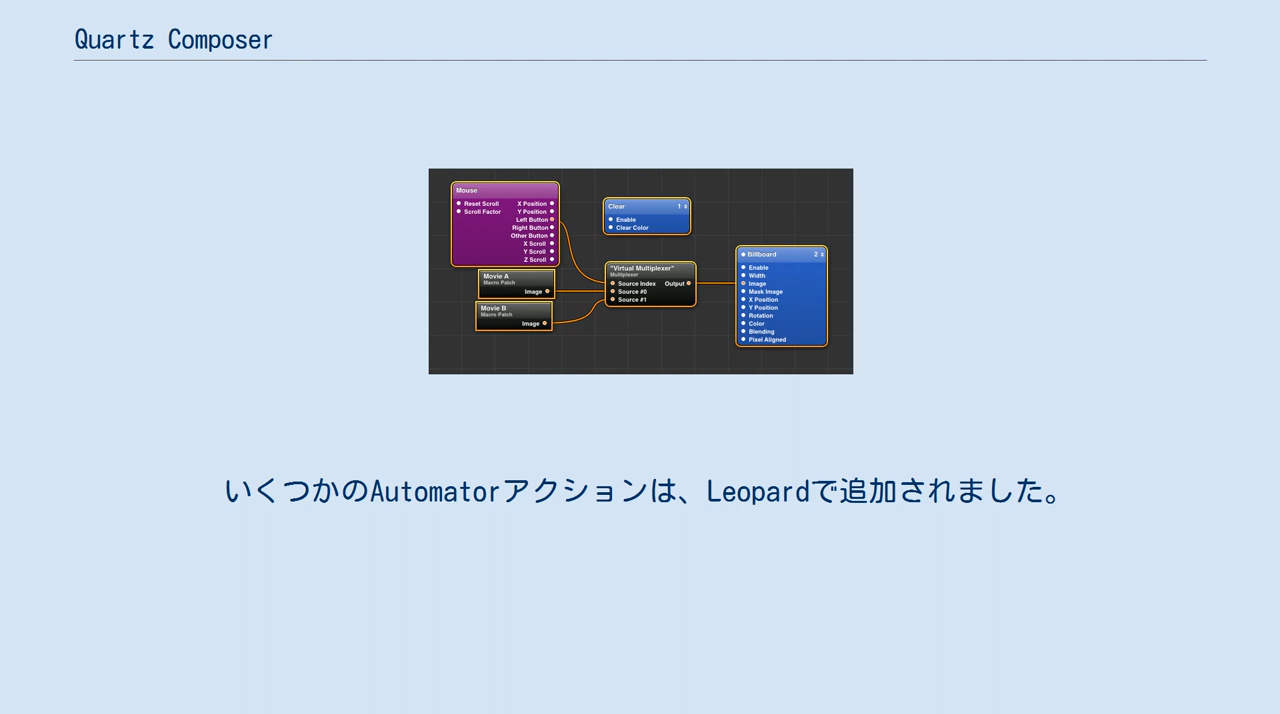 Quartz Composer
Mouse
Reset Scroll X Position
Scroll Factor Y Position
Left Button
Right Button
Other Button
X Scroll
Y Scroll
Z Scroll
Clear 1
Enable
Clear Color
Movie A
Macro Patch
Image
Movie B
Macro Patch
Image
"Virtual Multiplexer"
Multiplexer
Source Index Output
Source #0
Source #1
Billboard 2
Enable
Width
Image
Mask Image
X Position
Y Position
Rotation
Color
Blending
Pixel Aligned
いくつかのAutomatorアクションは、Leopardで追加されました。